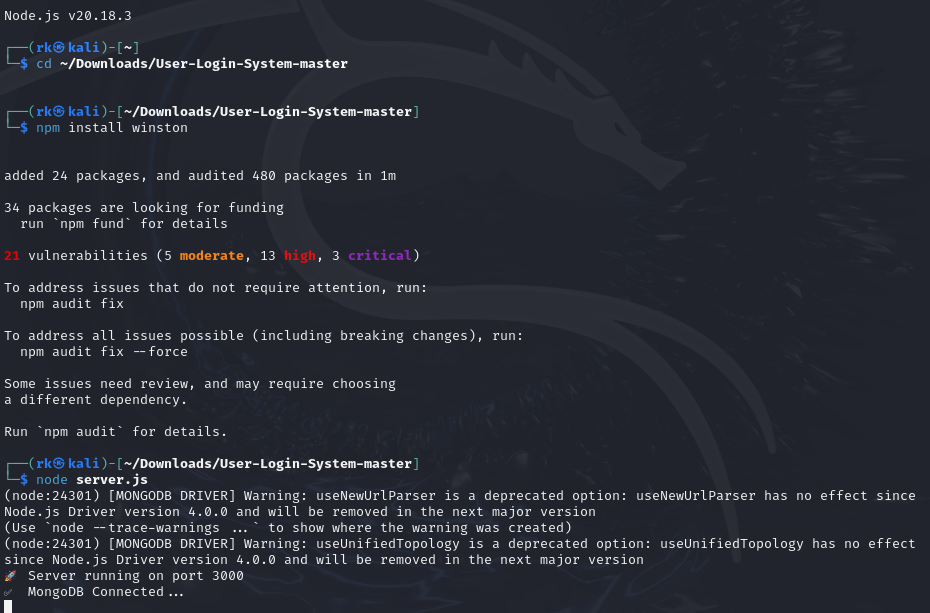 Node.js v20.18.3
┌──(rk㉿kali)-[~]
└─$ cd ~/Downloads/User-Login-System-master
┌──(rk㉿kali)-[~/Downloads/User-Login-System-master]
└─$ npm install winston
added 24 packages, and audited 480 packages in 1m
34 packages are looking for funding
  run `npm fund` for details
21 vulnerabilities (5 moderate, 13 high, 3 critical)
To address issues that do not require attention, run:
  npm audit fix
To address all issues possible (including breaking changes), run:
  npm audit fix --force
Some issues need review, and may require choosing
a different dependency.
Run `npm audit` for details.
┌──(rk㉿kali)-[~/Downloads/User-Login-System-master]
└─$ node server.js
(node:24301) [MONGODB DRIVER] Warning: useNewUrlParser is a deprecated option: useNewUrlParser has no effect since
Node.js Driver version 4.0.0 and will be removed in the next major version
(Use `node --trace-warnings ...` to show where the warning was created)
(node:24301) [MONGODB DRIVER] Warning: useUnifiedTopology is a deprecated option: useUnifiedTopology has no effect
since Node.js Driver version 4.0.0 and will be removed in the next major version
🚀 Server running on port 3000
✅ MongoDB Connected...